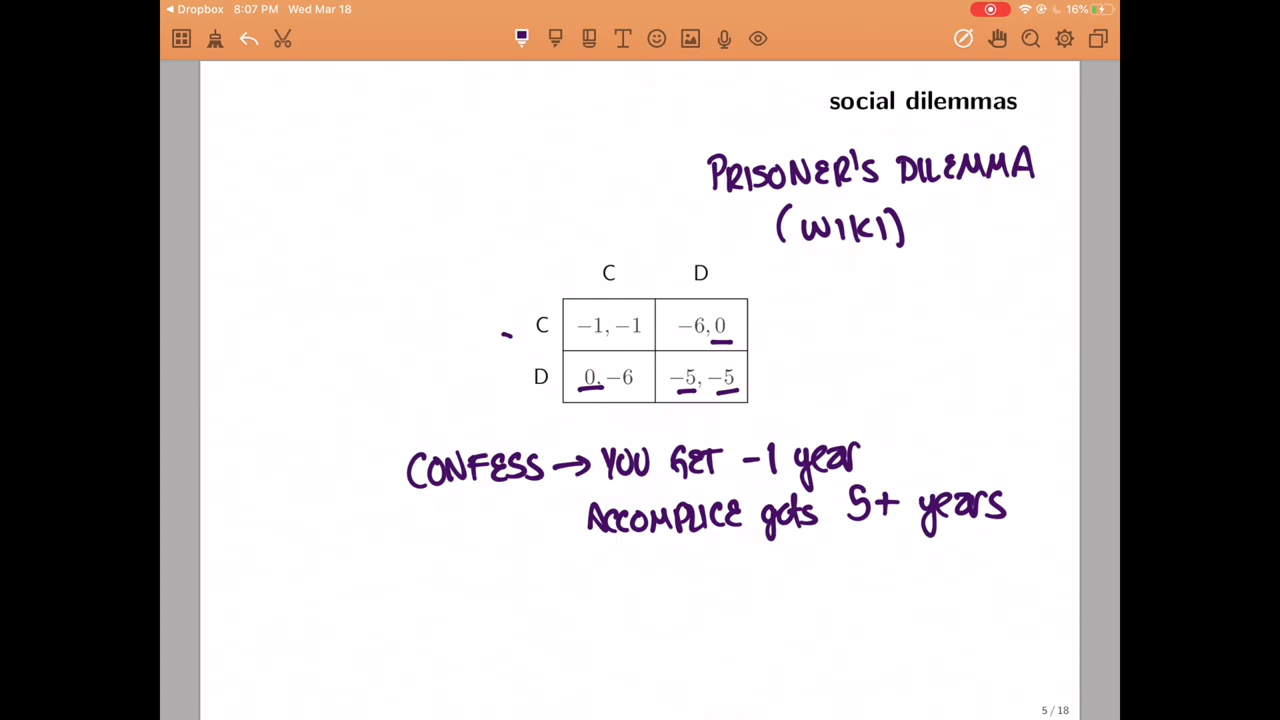 Dropbox 8:07 PM Wed Mar 18 16%
social dilemmas
PRISONER'S DILEMMA
(WIKI)
C D
C −1, −1 −6, 0
D 0, −6 −5, −5
CONFESS → YOU GET -1 year
ACCOMPLICE gets 5+ years
5 / 18